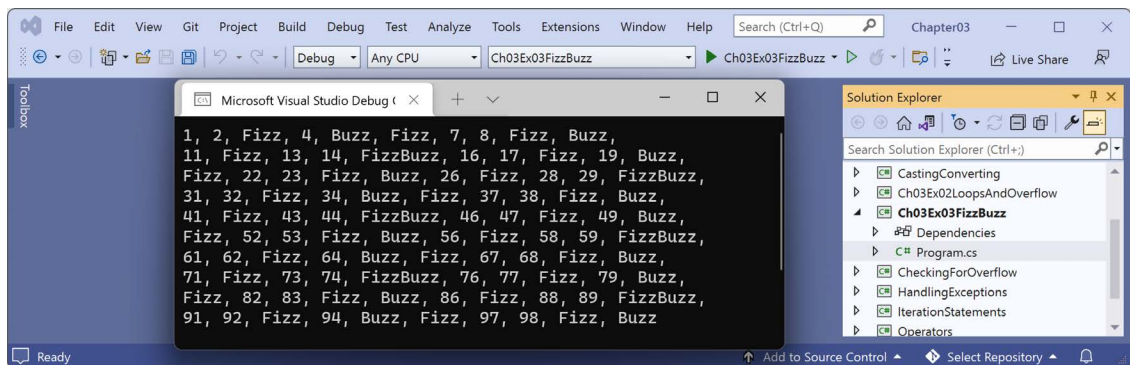 File Edit View Git Project Build Debug Test Analyze Tools Extensions Window Help Search (Ctrl+Q) Chapter03
Debug Any CPU Ch03Ex03FizzBuzz Ch03Ex03FizzBuzz Live Share
Toolbox
Microsoft Visual Studio Debug
1, 2, Fizz, 4, Buzz, Fizz, 7, 8, Fizz, Buzz,
11, Fizz, 13, 14, FizzBuzz, 16, 17, Fizz, 19, Buzz,
Fizz, 22, 23, Fizz, Buzz, 26, Fizz, 28, 29, FizzBuzz,
31, 32, Fizz, 34, Buzz, Fizz, 37, 38, Fizz, Buzz,
41, Fizz, 43, 44, FizzBuzz, 46, 47, Fizz, 49, Buzz,
Fizz, 52, 53, Fizz, Buzz, 56, Fizz, 58, 59, FizzBuzz,
61, 62, Fizz, 64, Buzz, Fizz, 67, 68, Fizz, Buzz,
71, Fizz, 73, 74, FizzBuzz, 76, 77, Fizz, 79, Buzz,
Fizz, 82, 83, Fizz, Buzz, 86, Fizz, 88, 89, FizzBuzz,
91, 92, Fizz, 94, Buzz, Fizz, 97, 98, Fizz, Buzz
Solution Explorer
Search Solution Explorer (Ctrl+;)
C# CastingConverting
C# Ch03Ex02LoopsAndOverflow
C# Ch03Ex03FizzBuzz
Dependencies
C# Program.cs
C# CheckingForOverflow
C# HandlingExceptions
C# IterationStatements
C# Operators
Ready Add to Source Control Select Repository